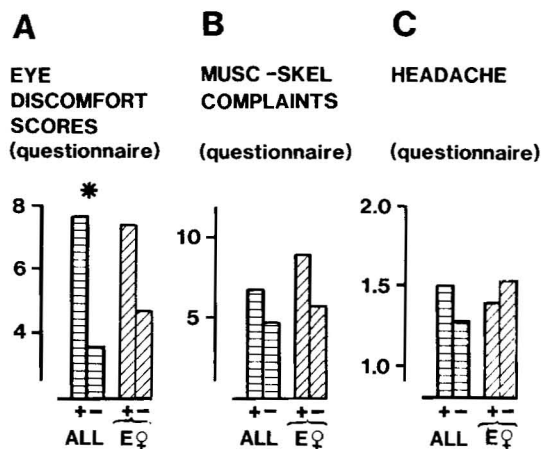 A
EYE
DISCOMFORT
SCORES
(questionnaire)
*
8
6
4
+ − + −
ALL E♀
B
MUSC -SKEL
COMPLAINTS
(questionnaire)
10
5
+ − + −
ALL E♀
C
HEADACHE
(questionnaire)
2.0
1.5
1.0
+ − + −
ALL E♀